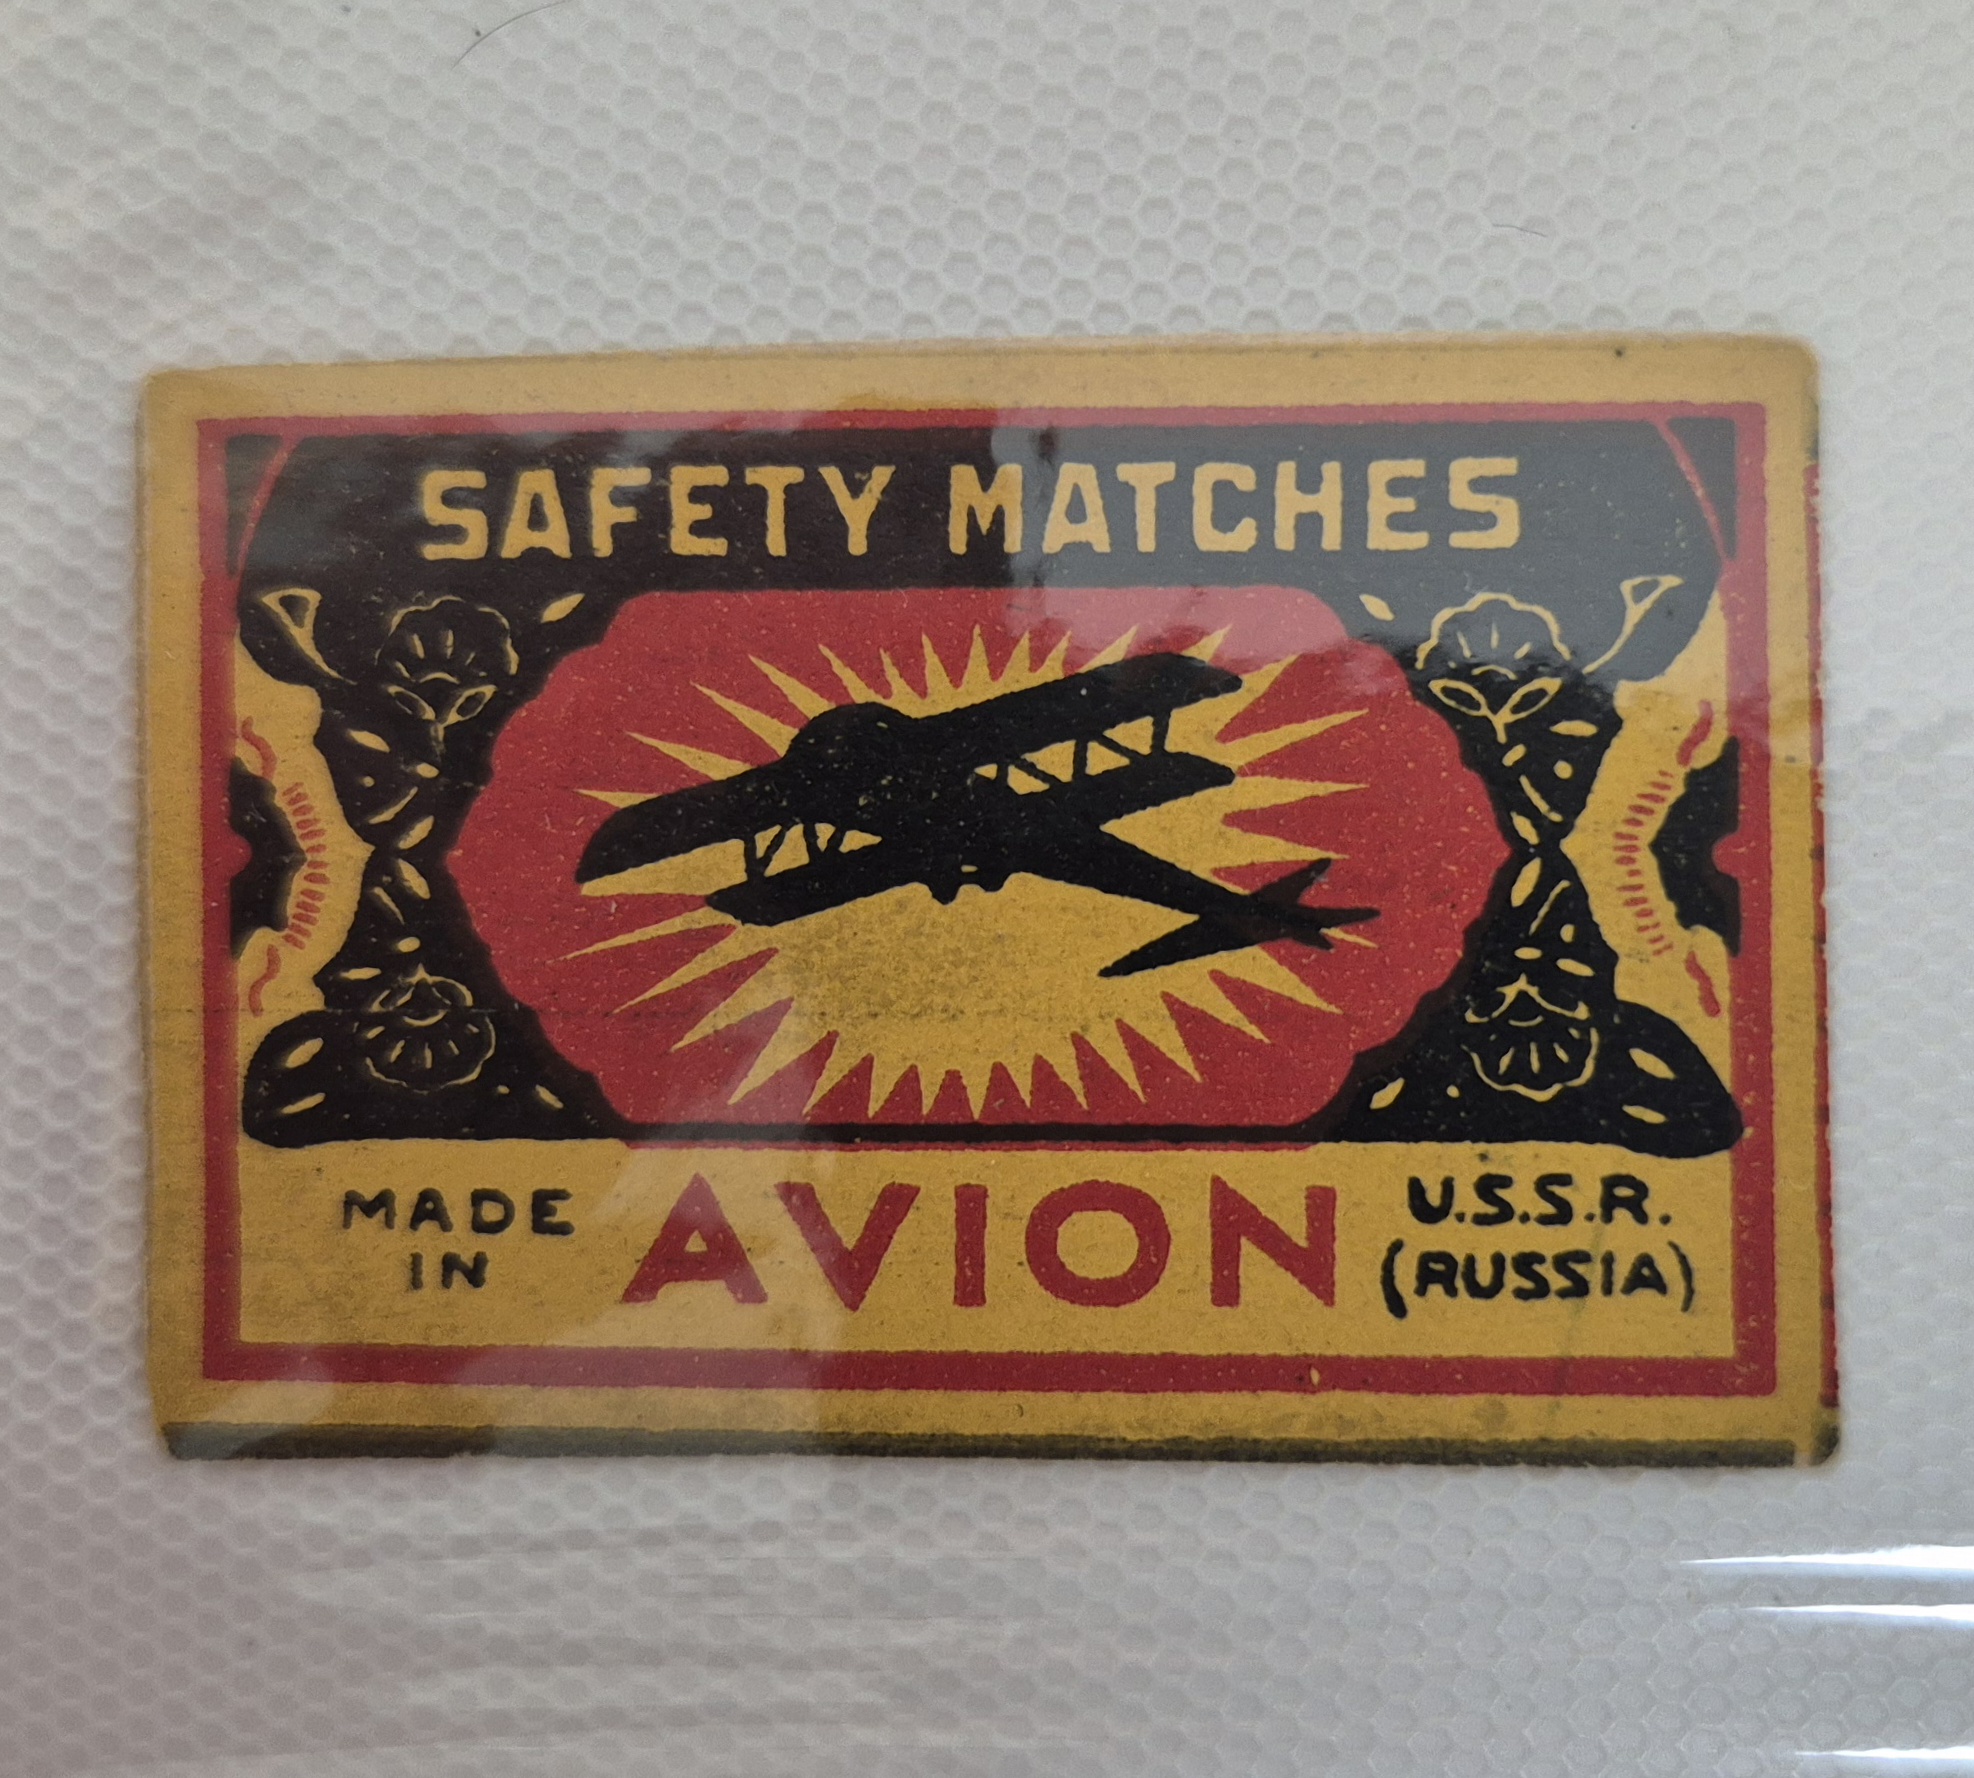 SAFETY MATCHES
MADE IN
AVION
U.S.S.R.
(RUSSIA)